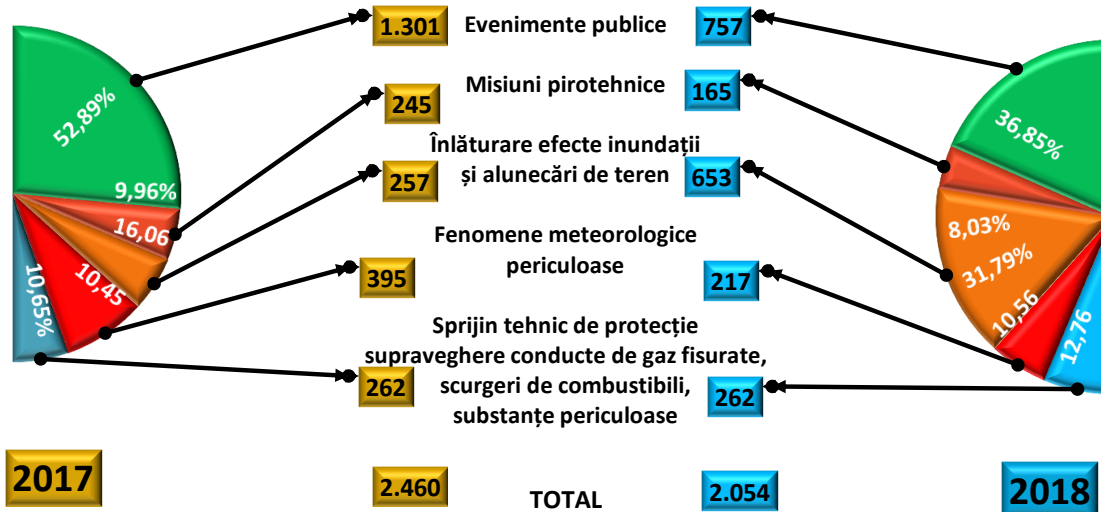 1.301 Evenimente publice 757
52,89%
36,85%
245 Misiuni pirotehnice 165
Înlăturare efecte inundații
257 și alunecări de teren 653
9,96%
16,06
8,03%
Fenomene meteorologice
395 periculoase 217
10,45
31,79%
10,65%
10,56
12,76
Sprijin tehnic de protecție
supraveghere conducte de gaz fisurate,
262 scurgeri de combustibili, 262
substanțe periculoase
2017 2.460 TOTAL 2.054 2018